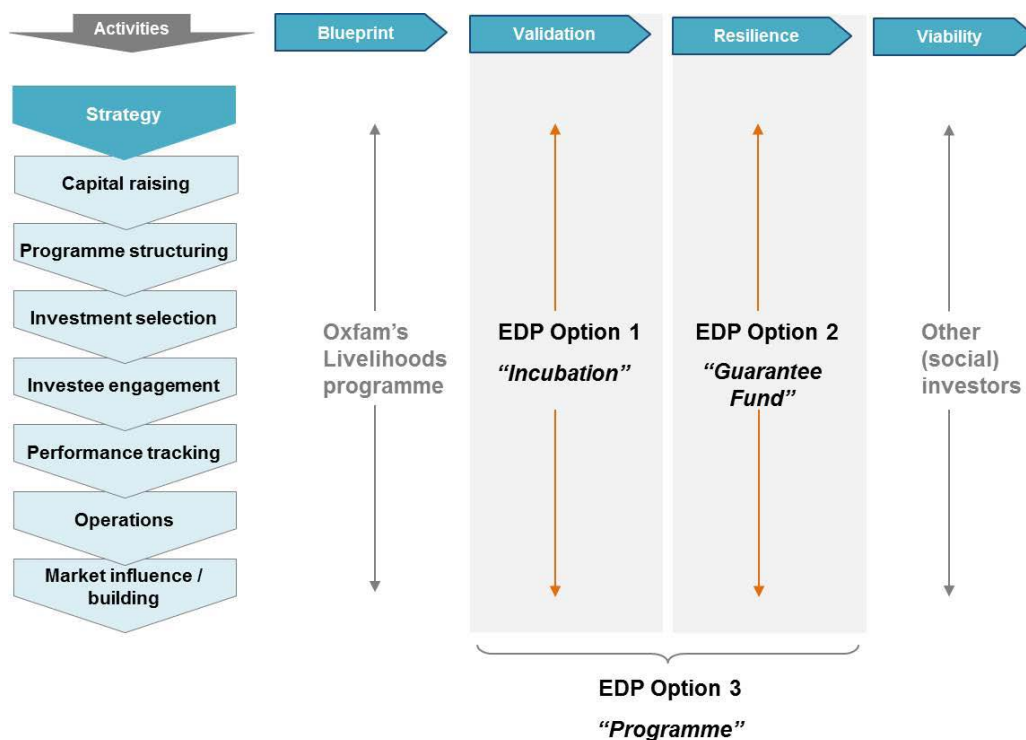 Activities
Blueprint
Validation
Resilience
Viability
Strategy
Capital raising
Programme structuring
Investment selection
Investee engagement
Performance tracking
Operations
Market influence /
building
Oxfam’s
Livelihoods
programme
EDP Option 1
“Incubation”
EDP Option 2
“Guarantee
Fund”
Other
(social)
investors
EDP Option 3
“Programme”